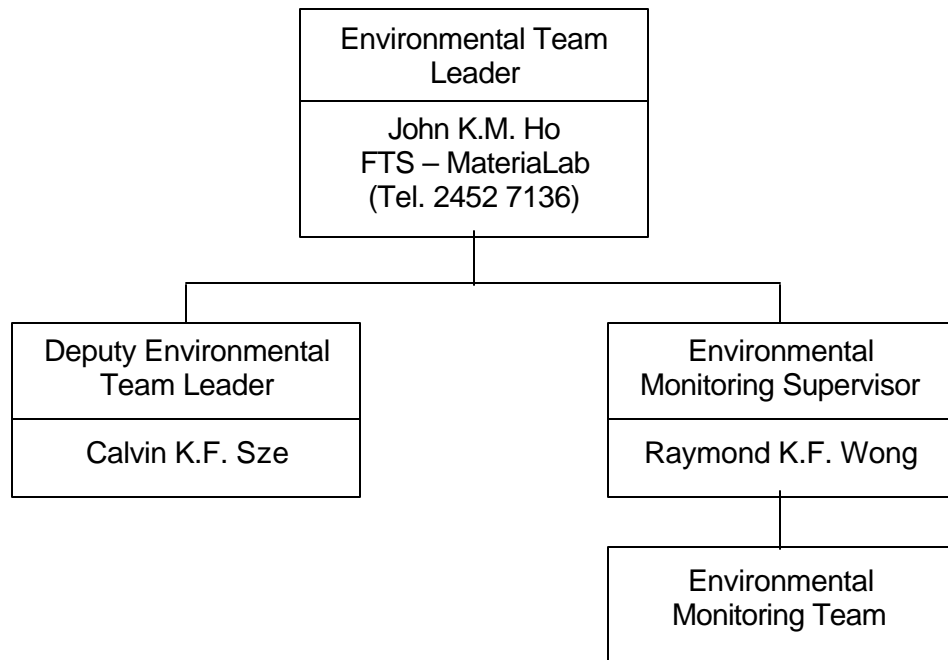 Environmental Team
Leader
John K.M. Ho
FTS – MateriaLab
(Tel. 2452 7136)
Deputy Environmental
Team Leader
Calvin K.F. Sze
Environmental
Monitoring Supervisor
Raymond K.F. Wong
Environmental
Monitoring Team